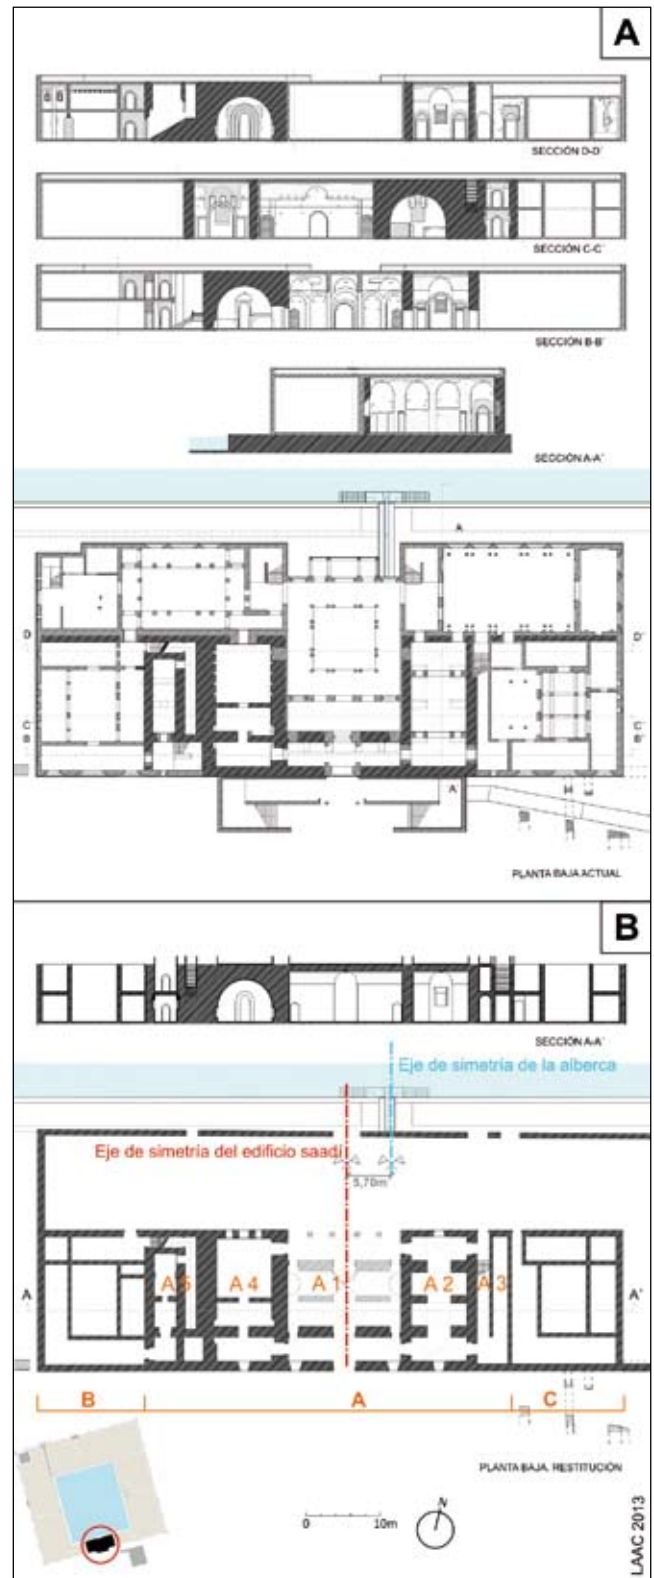 A
SECCIÓN D-D´
SECCIÓN C-C´
SECCIÓN B-B´
SECCIÓN A-A´
A
D D´
C C
B B
A
PLANTA BAJA ACTUAL
B
SECCIÓN A-A´
Eje de simetría de la alberca
Eje de simetría del edificio saadí
5,70m
A 5 A 4 A 1 A 2 A 3
A A´
B A C
PLANTA BAJA. RESTITUCIÓN
N
0 10m
LAAC 2013